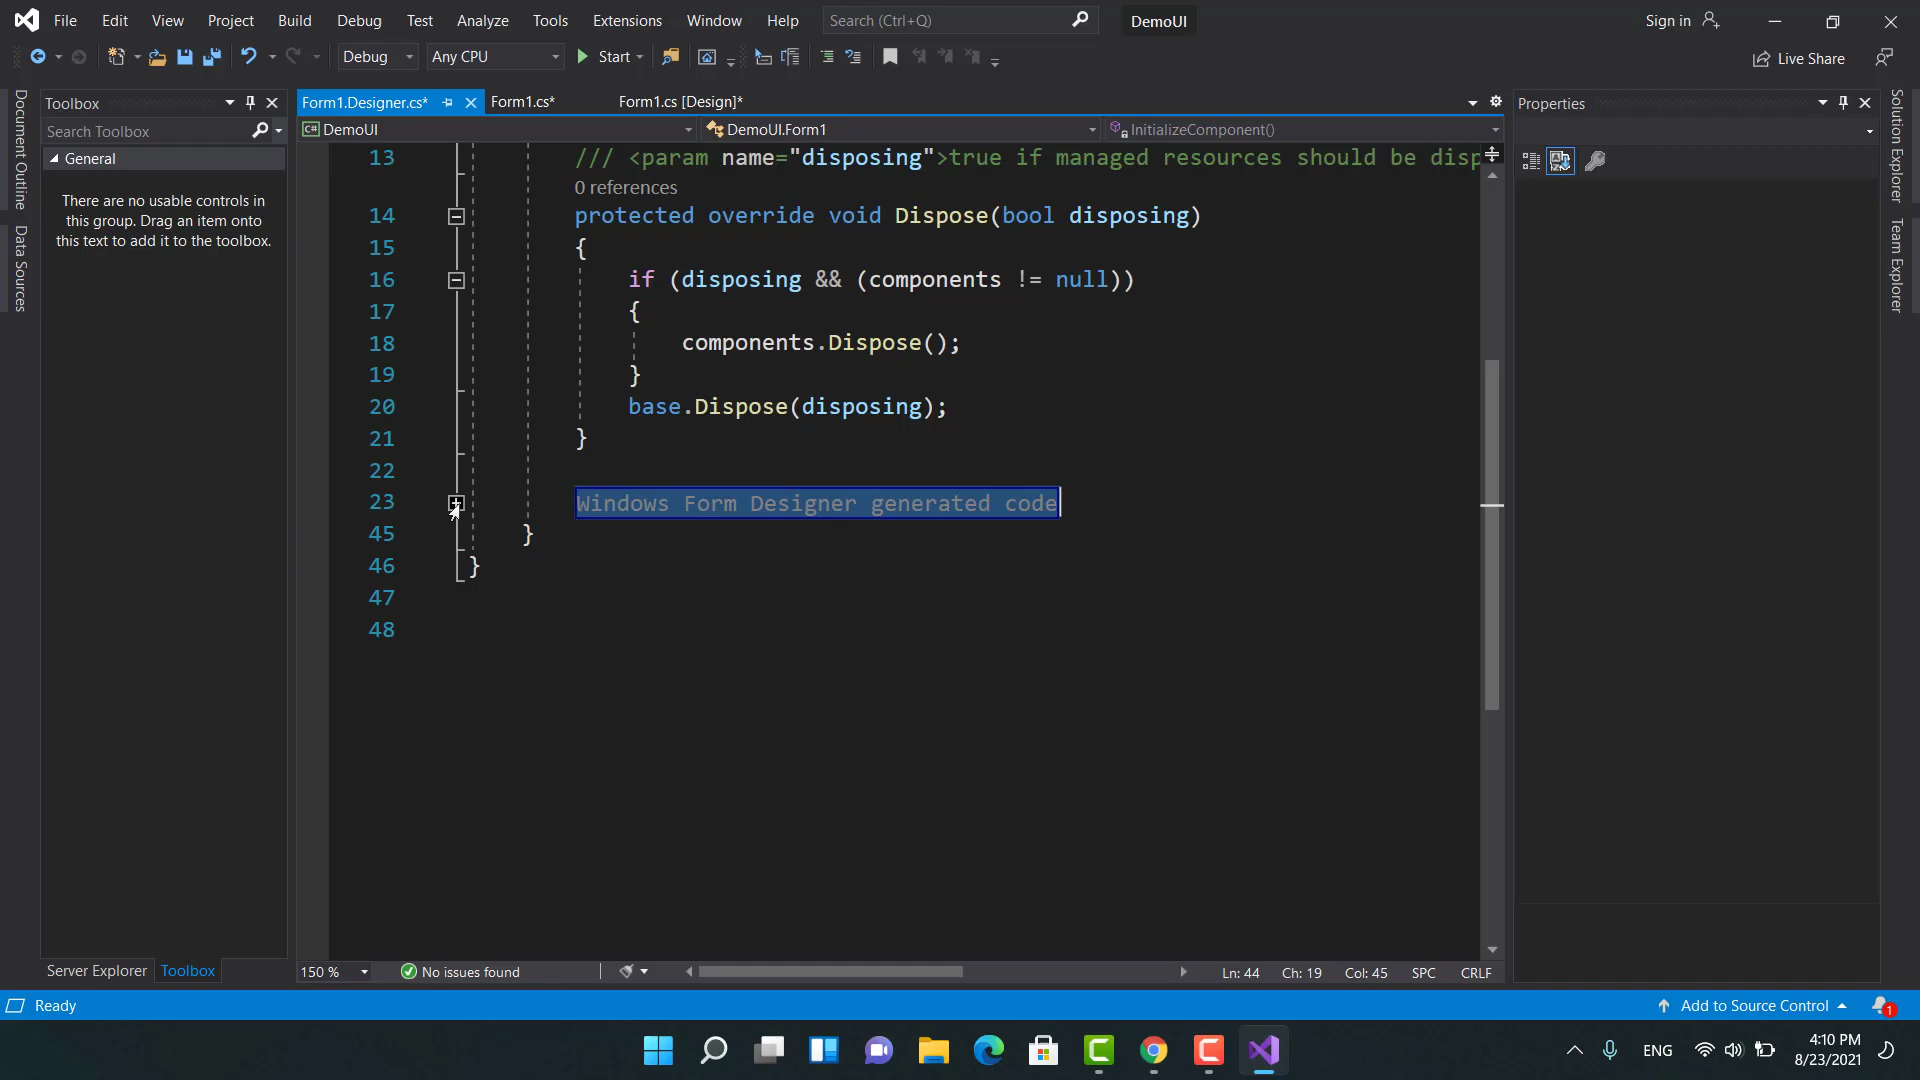 File Edit View Project Build Debug Test Analyze Tools Extensions Window Help Search (Ctrl+Q) DemoUI Sign in
Debug Any CPU Start Live Share
Document Outline
Data Sources
Toolbox
Search Toolbox
General
There are no usable controls in
this group. Drag an item onto
this text to add it to the toolbox.
Server Explorer Toolbox
Form1.Designer.cs* Form1.cs* Form1.cs [Design]*
DemoUI DemoUI.Form1 InitializeComponent()
13 /// <param name="disposing">true if managed resources should be disp
0 references
14 protected override void Dispose(bool disposing)
15 {
16 if (disposing && (components != null))
17 {
18 components.Dispose();
19 }
20 base.Dispose(disposing);
21 }
22
23 Windows Form Designer generated code
45 }
46 }
47
48
150 % No issues found Ln: 44 Ch: 19 Col: 45 SPC CRLF
Properties
Solution Explorer
Team Explorer
Ready Add to Source Control 1
ENG 4:10 PM
8/23/2021